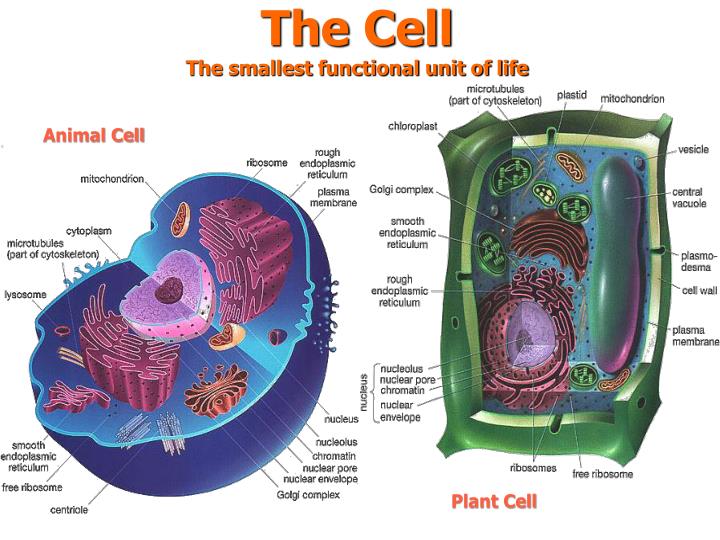 The Cell
The smallest functional unit of life
Animal Cell
ribosome
rough
endoplasmic
reticulum
mitochondrion
plasma
membrane
cytoplasm
microtubules
(part of cytoskeleton)
lysosome
smooth
endoplasmic
reticulum
free ribosome
centriole
nucleus
nucleolus
chromatin
nuclear pore
nuclear envelope
Golgi complex
microtubules
(part of cytoskeleton)
plastid
mitochondrion
chloroplast
vesicle
Golgi complex
central
vacuole
smooth
endoplasmic
reticulum
plasmo-
desma
rough
endoplasmic
reticulum
cell wall
plasma
membrane
nucleus
nucleolus
nuclear pore
chromatin
nuclear
envelope
ribosomes
free ribosome
Plant Cell